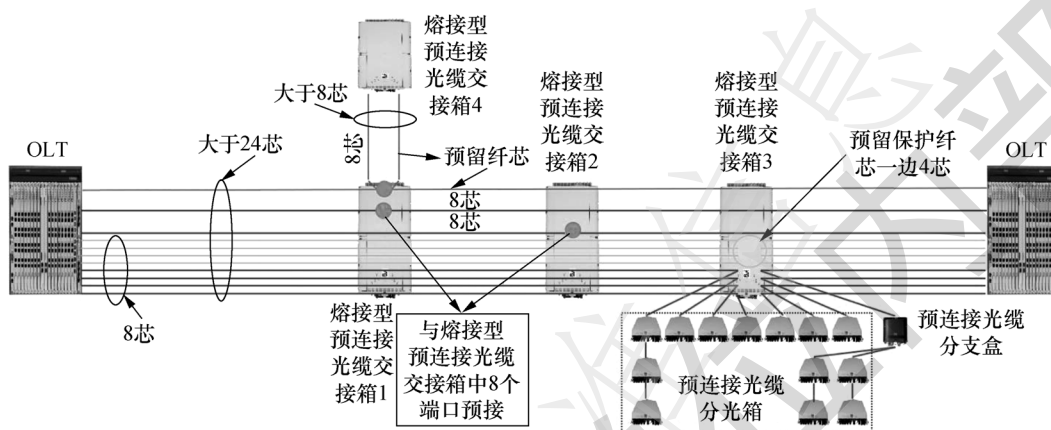 熔接型
预连接
光缆交
接箱4
大于8芯
8芯
预留纤芯
熔接型
预连接
光缆交
接箱2
熔接型
预连接
光缆交
接箱3
预留保护纤
芯一边4芯
OLT
大于24芯
OLT
8芯
8芯
8芯
熔接型
预连接
光缆交
接箱1
与熔接型
预连接光缆
交接箱中8个
端口预接
预连接光缆
分光箱
预连接光缆
分支盒